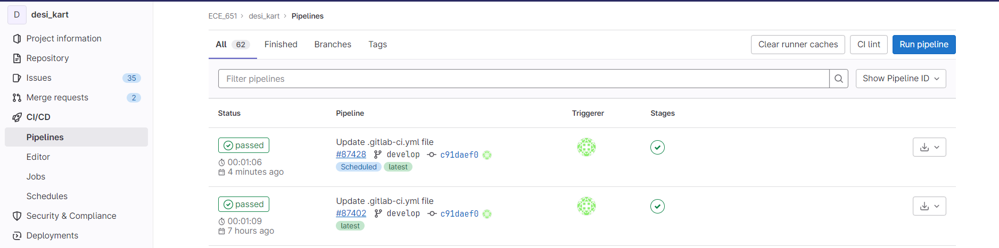 D desi_kart
Project information
Repository
Issues 35
Merge requests 2
CI/CD
Pipelines
Editor
Jobs
Schedules
Security & Compliance
Deployments
ECE_651 > desi_kart > Pipelines
All 62 Finished Branches Tags Clear runner caches CI lint Run pipeline
Filter pipelines Show Pipeline ID
Status Pipeline Triggerer Stages
passed Update .gitlab-ci.yml file
#87428 develop c91daef0
00:01:06 Scheduled latest
4 minutes ago
passed Update .gitlab-ci.yml file
#87402 develop c91daef0
00:01:09 latest
7 hours ago